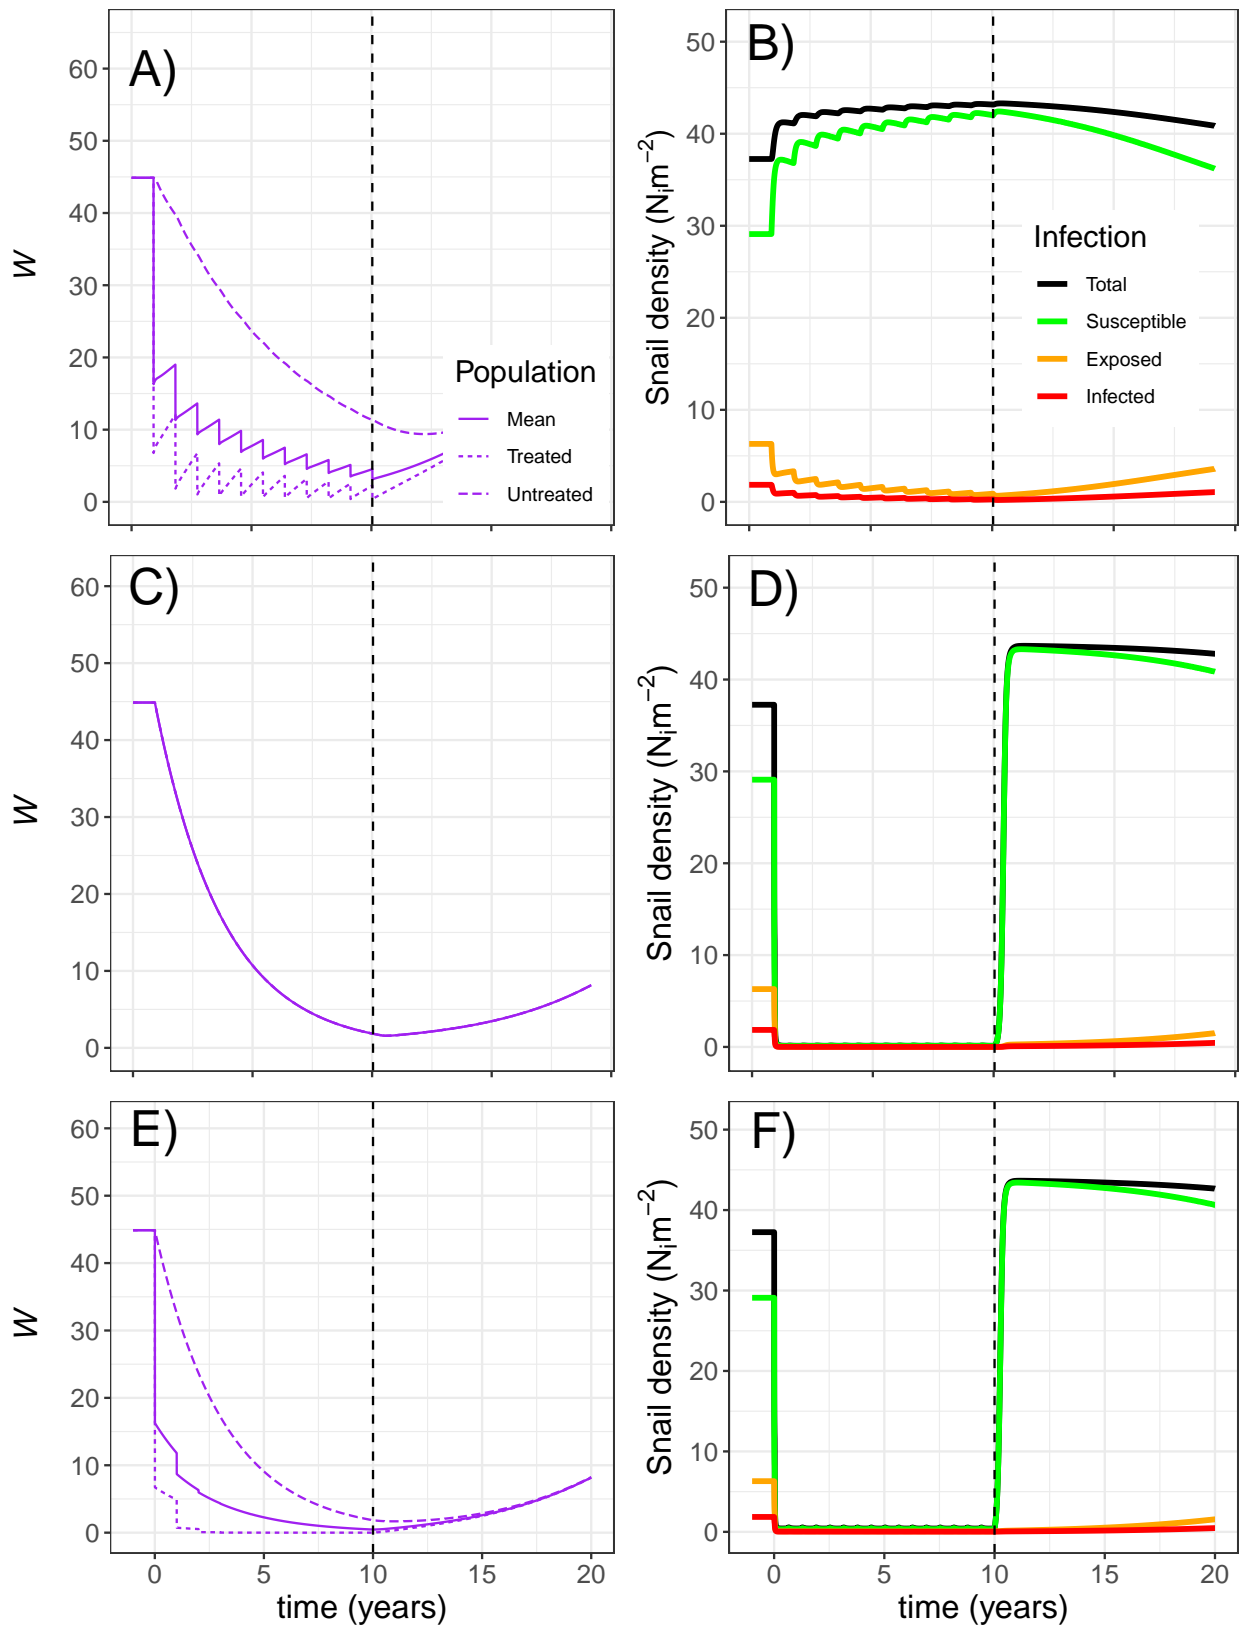 A)
60
50
40
30
20
10
0
W
Population
Mean
Treated
Untreated
B)
50
40
30
20
10
0
Snail density (Nᵢm⁻²)
Infection
Total
Susceptible
Exposed
Infected
C)
60
50
40
30
20
10
0
W
D)
50
40
30
20
10
0
Snail density (Nᵢm⁻²)
E)
60
50
40
30
20
10
0
W
0 5 10 15 20
time (years)
F)
50
40
30
20
10
0
Snail density (Nᵢm⁻²)
0 5 10 15 20
time (years)